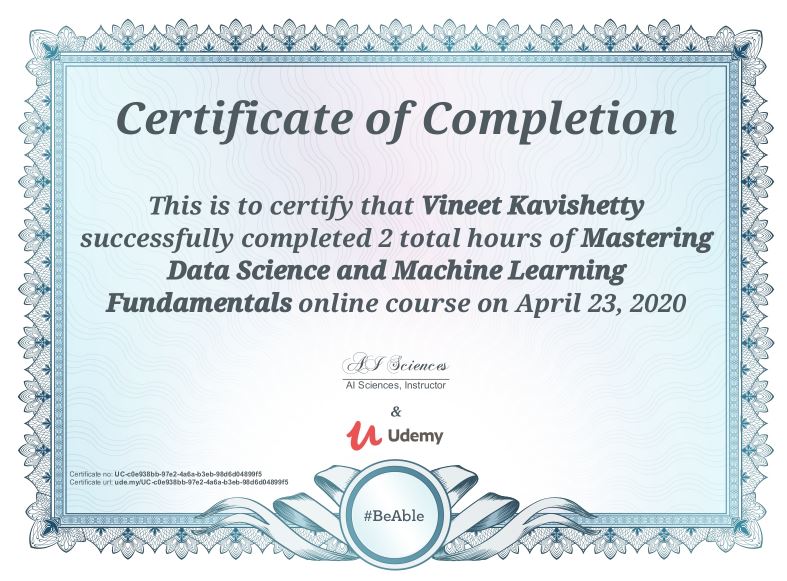 Certificate of Completion
This is to certify that Vineet Kavishetty
successfully completed 2 total hours of Mastering
Data Science and Machine Learning
Fundamentals online course on April 23, 2020
AI Sciences
AI Sciences, Instructor
&
Udemy
Certificate no: UC-c0e938bb-97e2-4a6a-b3eb-98d6d04899f5
Certificate url: ude.my/UC-c0e938bb-97e2-4a6a-b3eb-98d6d04899f5
#BeAble